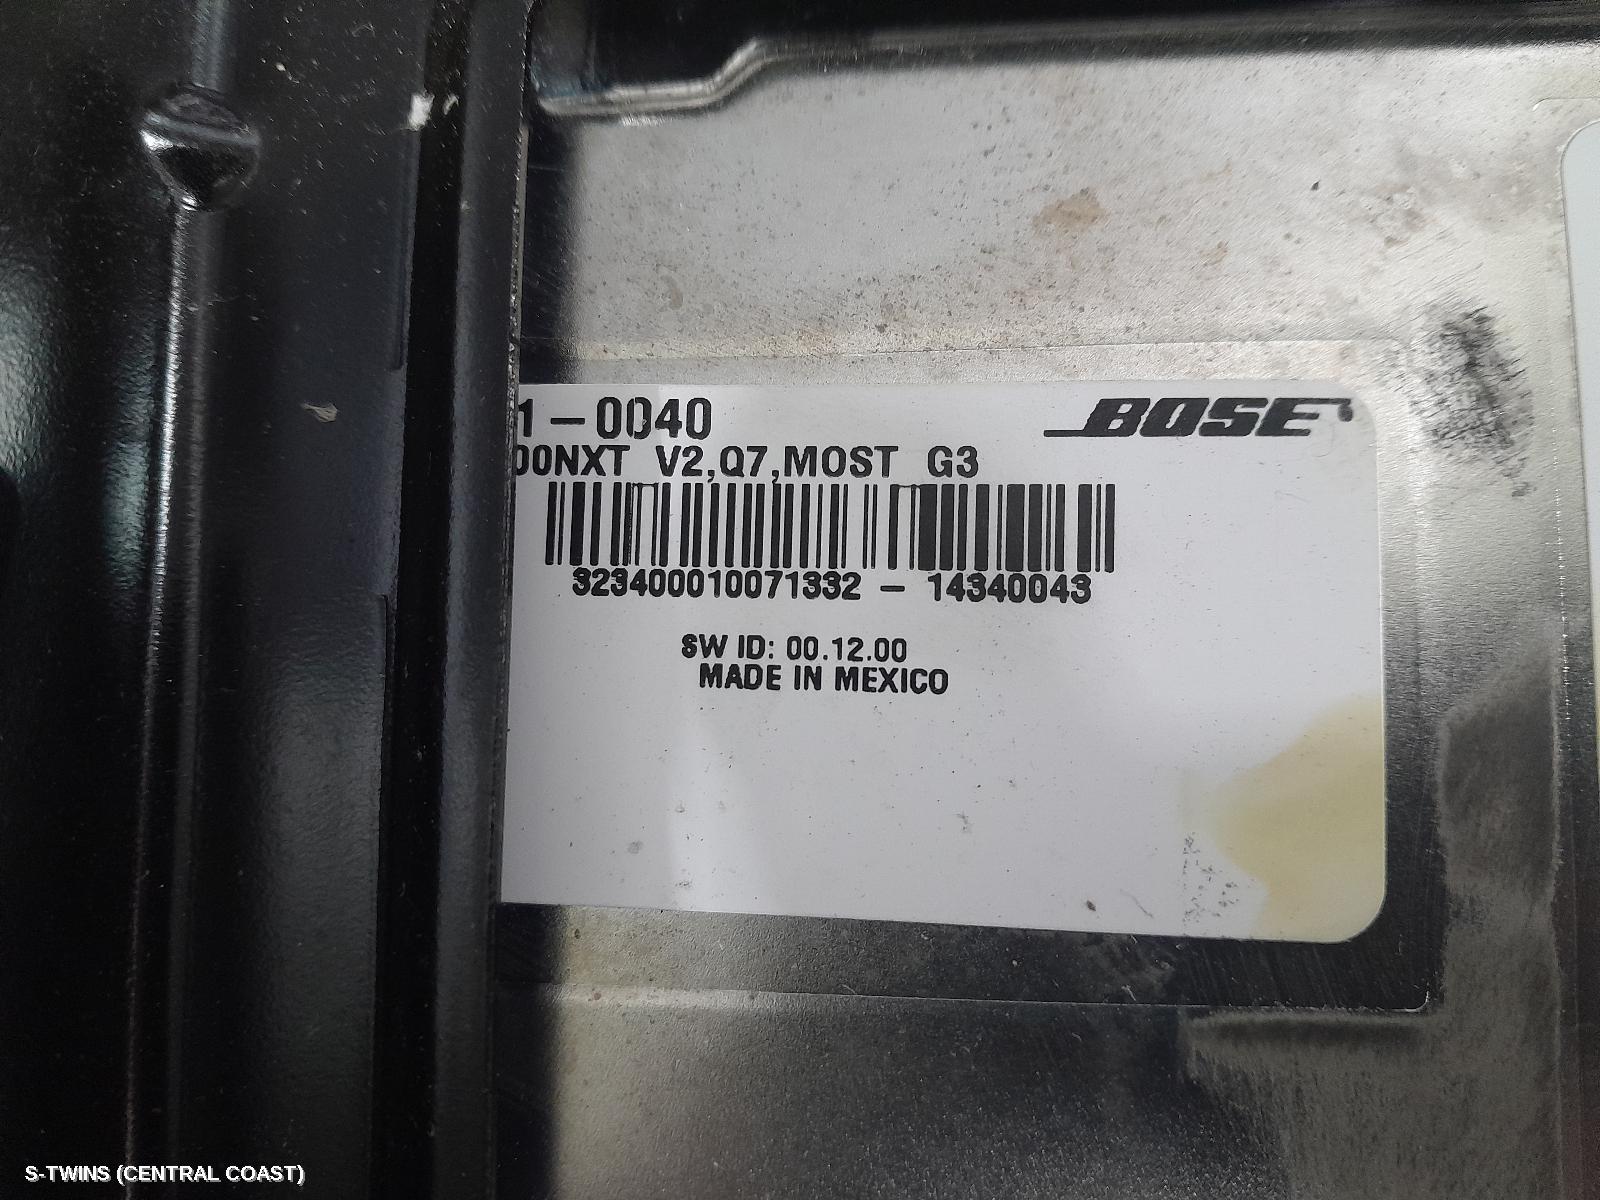 1-0040
BOSE
00NXT V2,Q7,MOST G3
323400010071332 - 14340043
SW ID: 00.12.00
MADE IN MEXICO
S-TWINS (CENTRAL COAST)